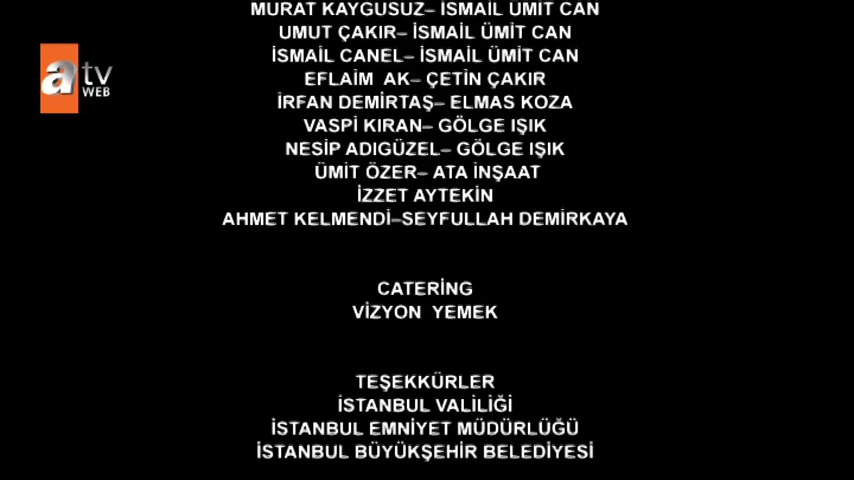 MURAT KAYGUSUZ– İSMAİL ÜMİT CAN
UMUT ÇAKIR– İSMAİL ÜMİT CAN
İSMAİL CANEL– İSMAİL ÜMİT CAN
EFLAİM  AK– ÇETİN ÇAKIR
İRFAN DEMİRTAŞ– ELMAS KOZA
VASPİ KIRAN– GÖLGE IŞIK
NESİP ADIGÜZEL– GÖLGE IŞIK
ÜMİT ÖZER– ATA İNŞAAT
İZZET AYTEKİN
AHMET KELMENDİ–SEYFULLAH DEMİRKAYA
atv
WEB
CATERİNG
VİZYON  YEMEK
TEŞEKKÜRLER
İSTANBUL VALİLİĞİ
İSTANBUL EMNİYET MÜDÜRLÜĞÜ
İSTANBUL BÜYÜKŞEHİR BELEDİYESİ